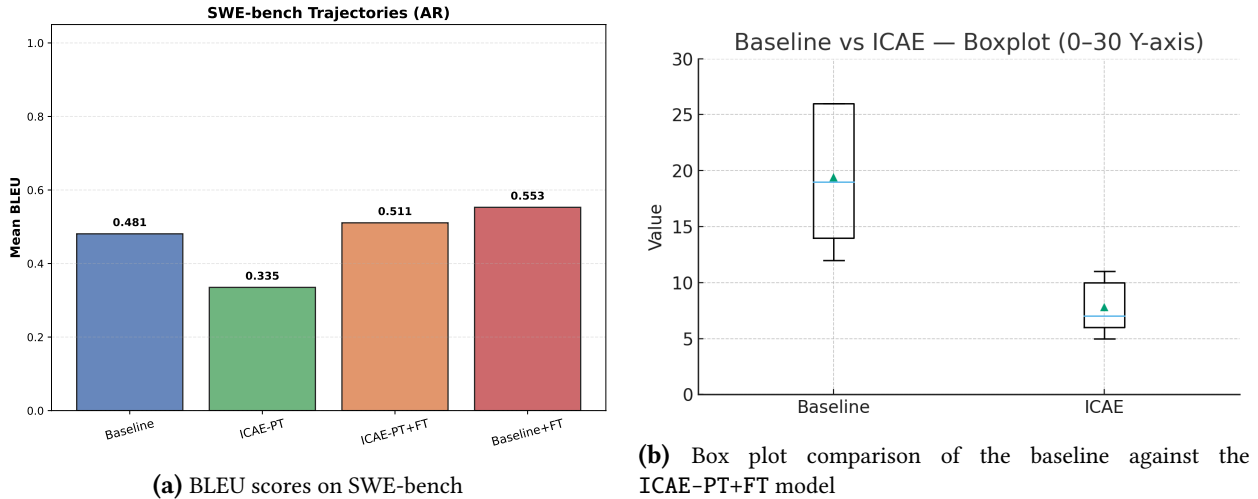 SWE-bench Trajectories (AR)
Mean BLEU
1.0
0.8
0.6
0.4
0.2
0.0
0.481
0.335
0.511
0.553
Baseline
ICAE-PT
ICAE-PT+FT
Baseline+FT
(a) BLEU scores on SWE-bench
Baseline vs ICAE — Boxplot (0–30 Y-axis)
Value
30
25
20
15
10
5
0
Baseline
ICAE
(b) Box plot comparison of the baseline against the
ICAE-PT+FT model